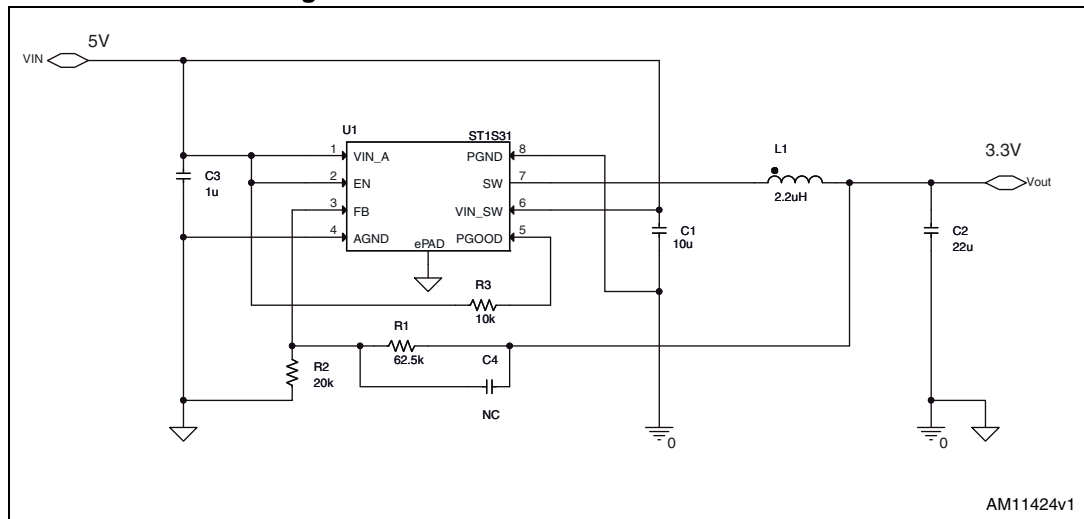 5V
VIN
U1
ST1S31
1 VIN_A
2 EN
3 FB
4 AGND
ePAD
PGND 8
SW 7
VIN_SW 6
PGOOD 5
C3
1u
L1
2.2uH
3.3V
Vout
C1
10u
C2
22u
R3
10k
R1
62.5k
C4
NC
R2
20k
0
0
AM11424v1